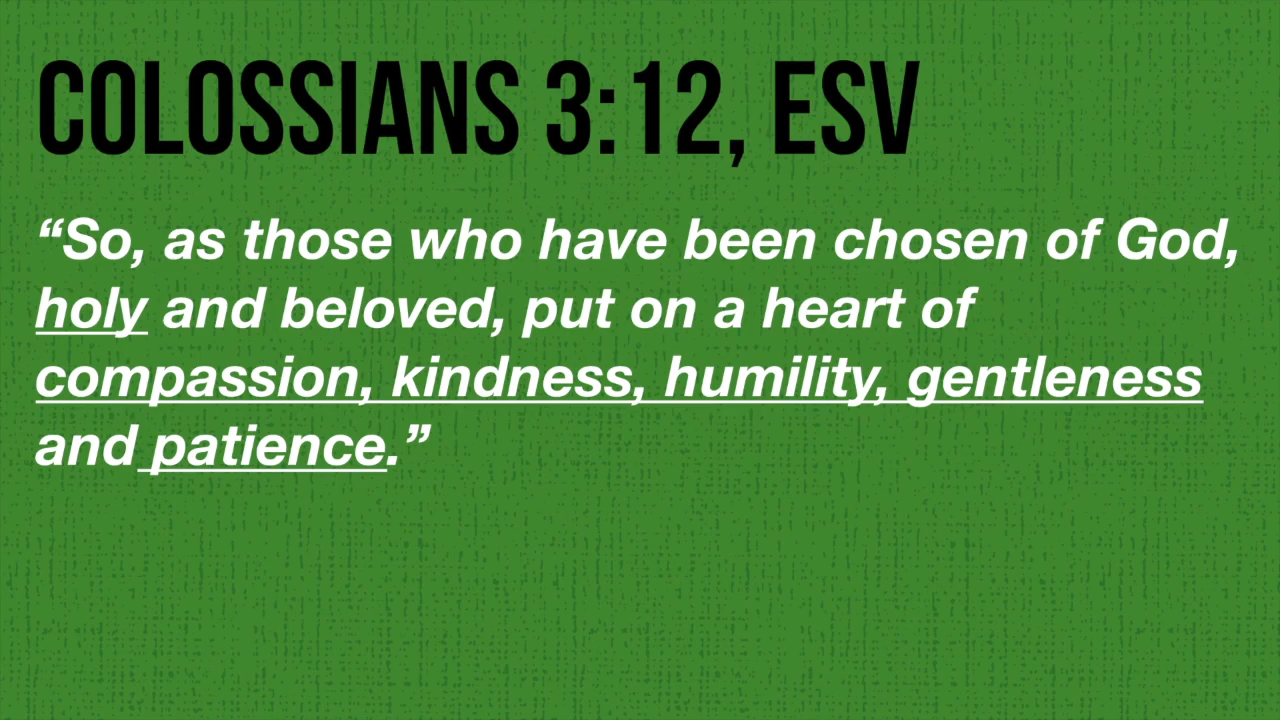 COLOSSIANS 3:12, ESV
“So, as those who have been chosen of God,
holy and beloved, put on a heart of
compassion, kindness, humility, gentleness
and patience.”